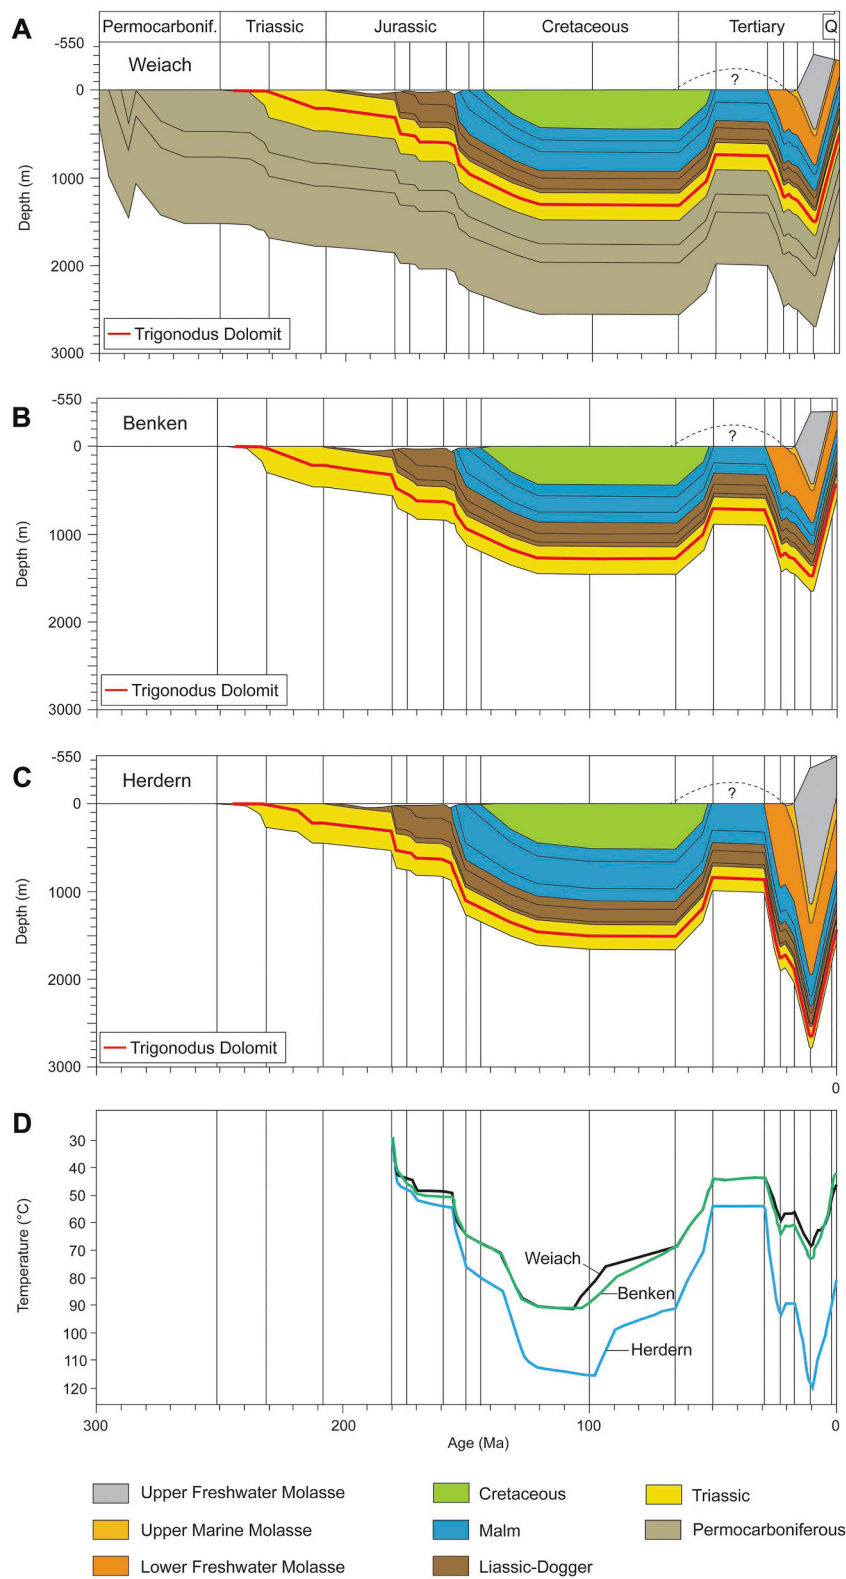 A
Permocarbonif. Triassic Jurassic Cretaceous Tertiary Q
-550
Weiach
?
0
1000
2000
3000
Depth (m)
Trigonodus Dolomit
B
-550
Benken
?
0
1000
2000
3000
Depth (m)
Trigonodus Dolomit
C
-550
Herdern
?
0
1000
2000
3000
Depth (m)
Trigonodus Dolomit
0
D
30
40
50
60
70
80
90
100
110
120
Temperature (°C)
Weiach
Benken
Herdern
300 200 100 0
Age (Ma)
Upper Freshwater Molasse Cretaceous Triassic
Upper Marine Molasse Malm Permocarboniferous
Lower Freshwater Molasse Liassic-Dogger